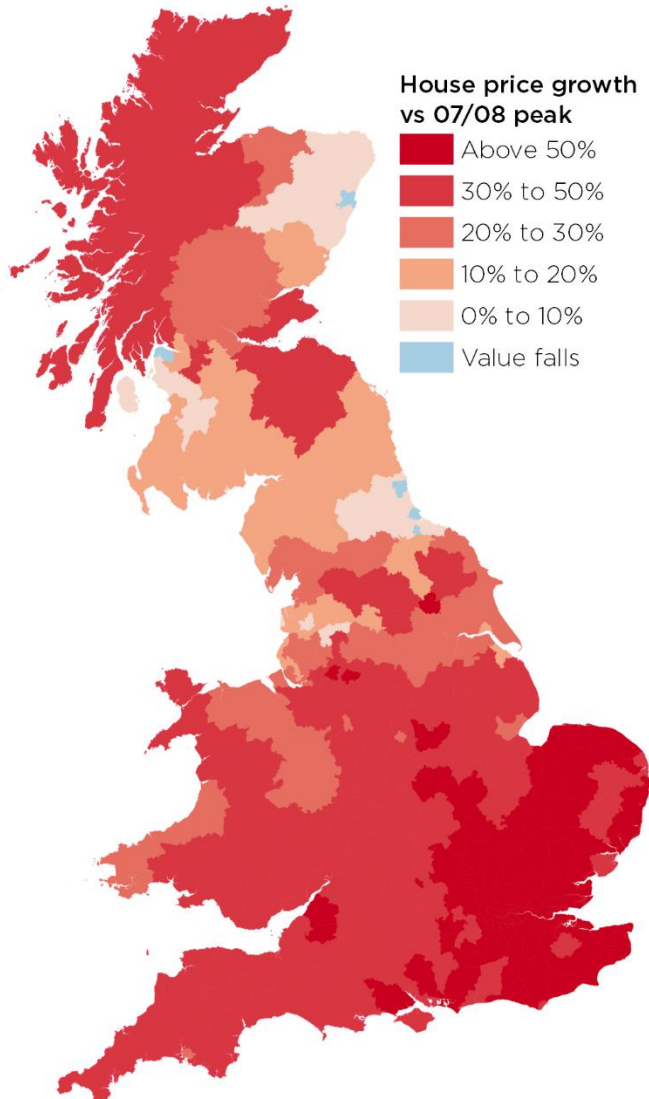 House price growth
vs 07/08 peak
Above 50%
30% to 50%
20% to 30%
10% to 20%
0% to 10%
Value falls